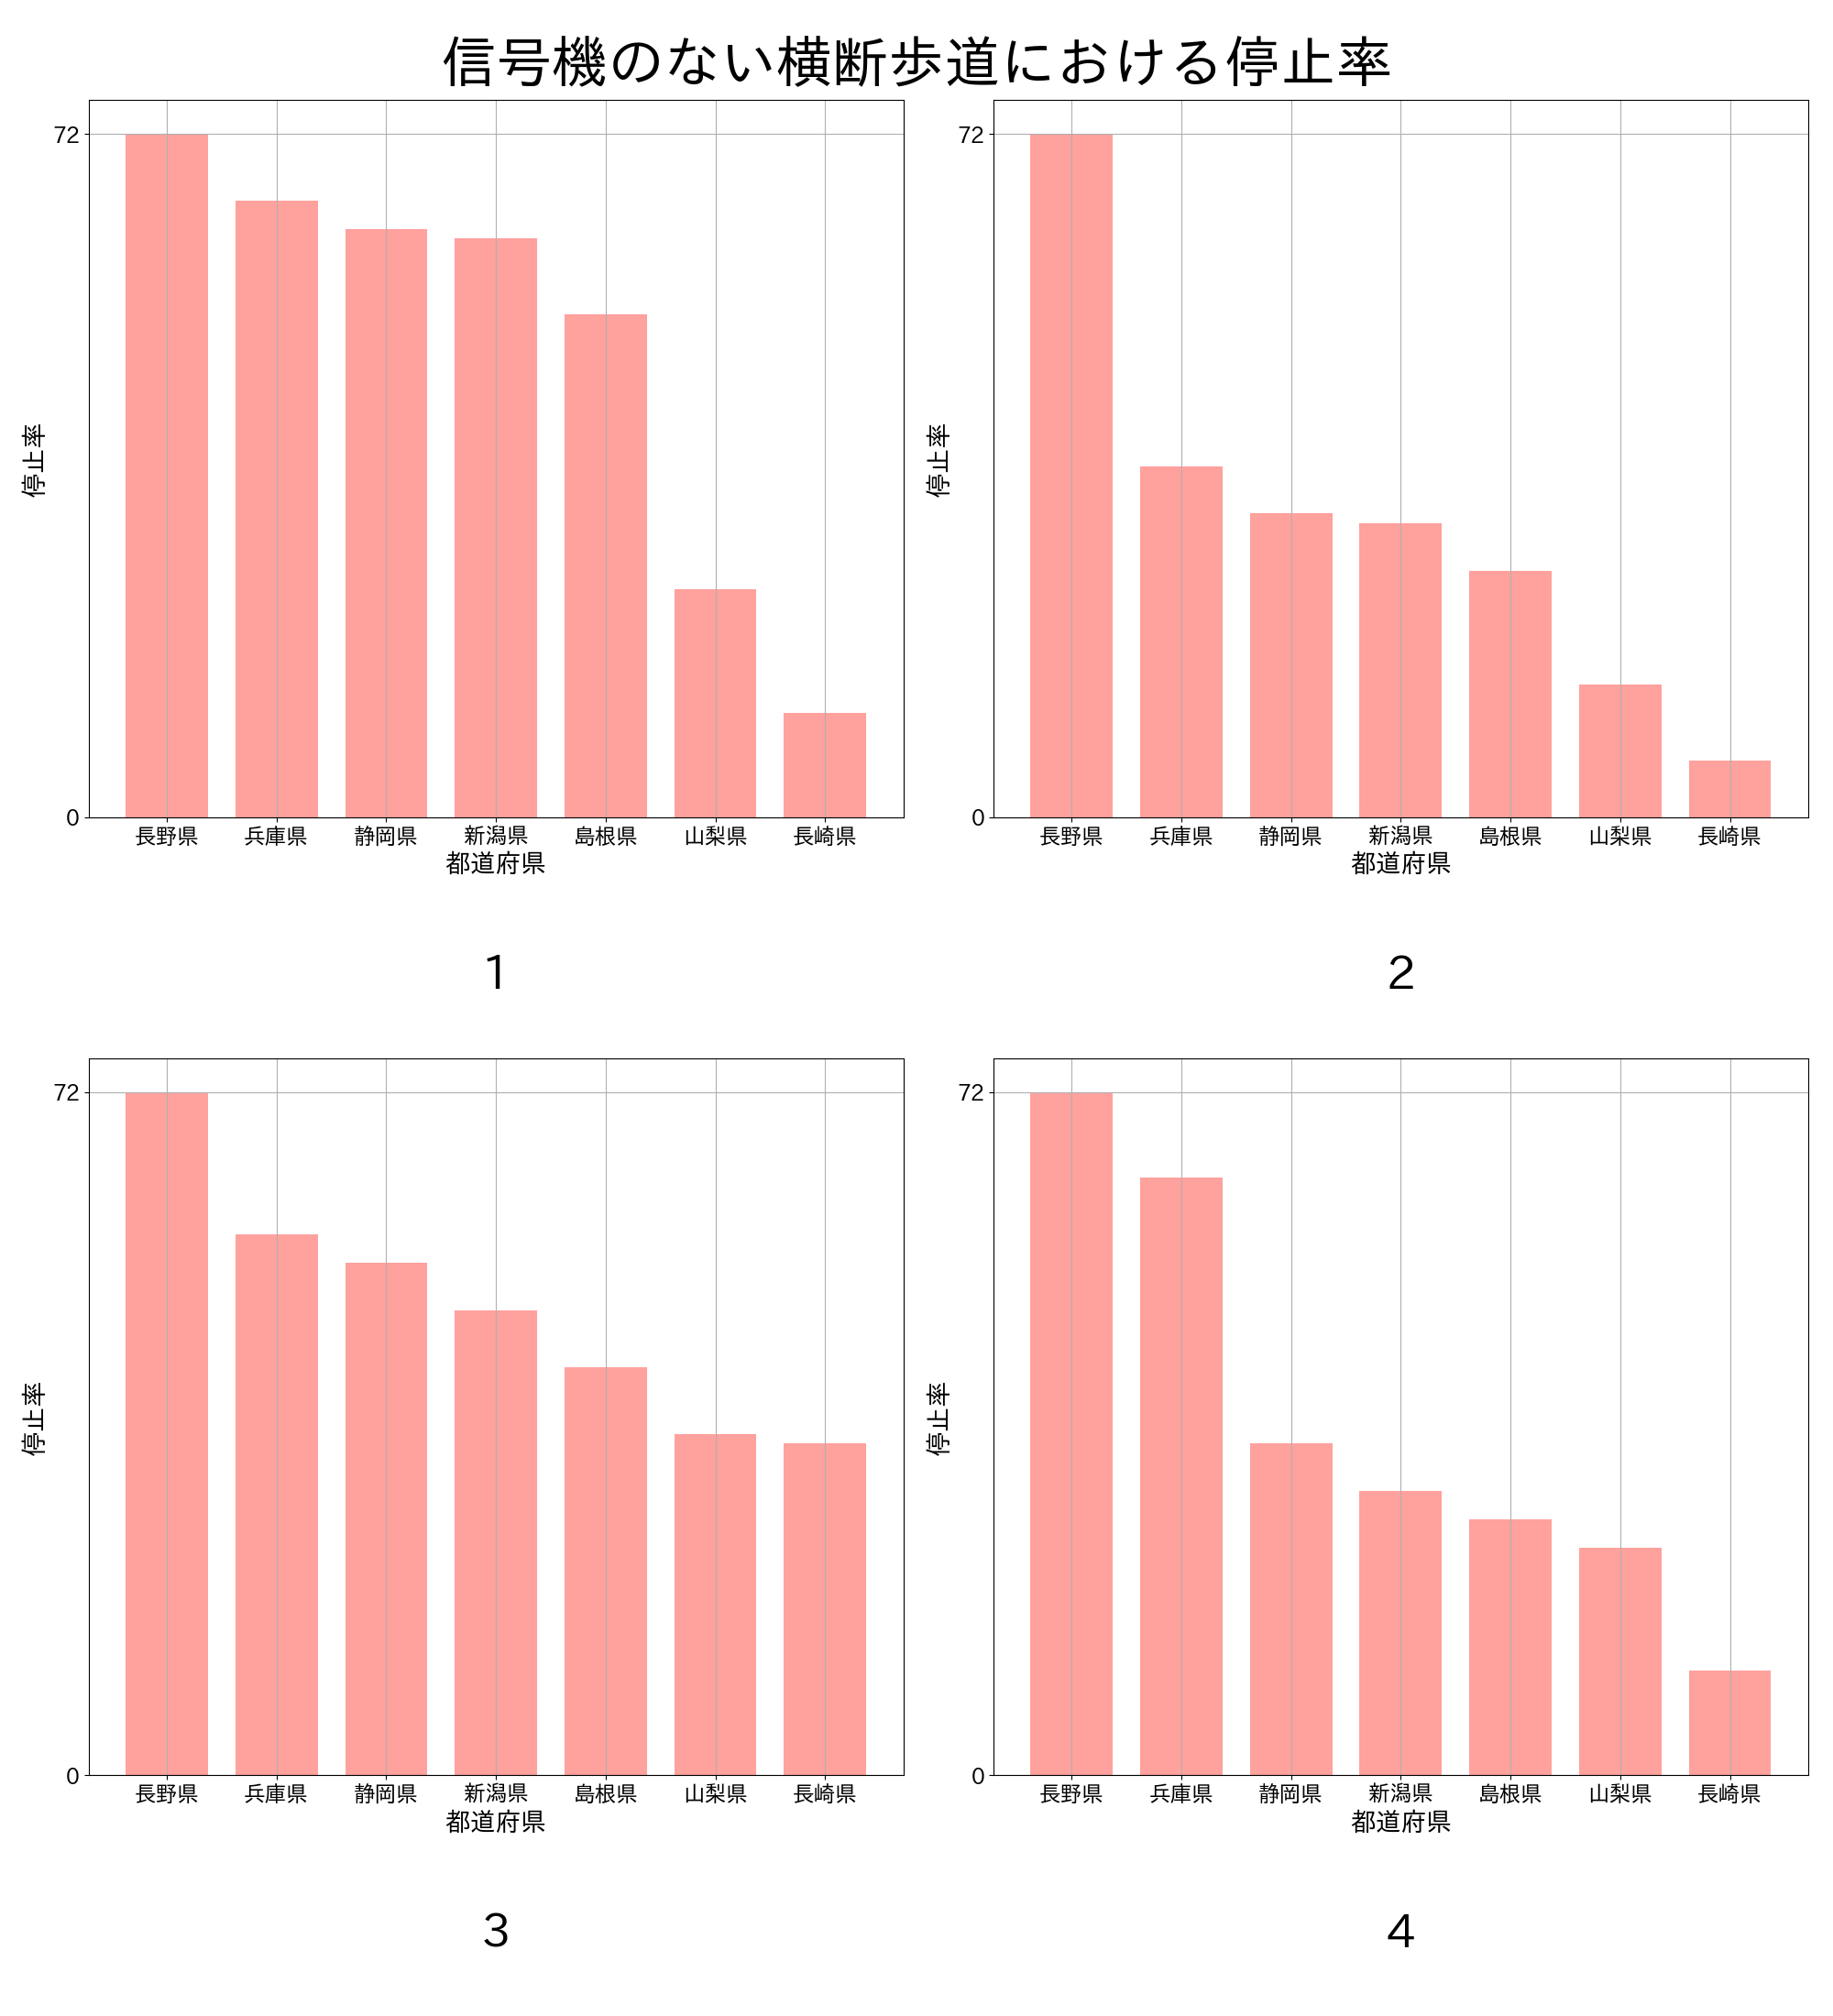 信号機のない横断歩道における停止率
72
停止率
0
長野県 兵庫県 静岡県 新潟県 島根県 山梨県 長崎県
都道府県
1
72
停止率
0
長野県 兵庫県 静岡県 新潟県 島根県 山梨県 長崎県
都道府県
2
72
停止率
0
長野県 兵庫県 静岡県 新潟県 島根県 山梨県 長崎県
都道府県
3
72
停止率
0
長野県 兵庫県 静岡県 新潟県 島根県 山梨県 長崎県
都道府県
4